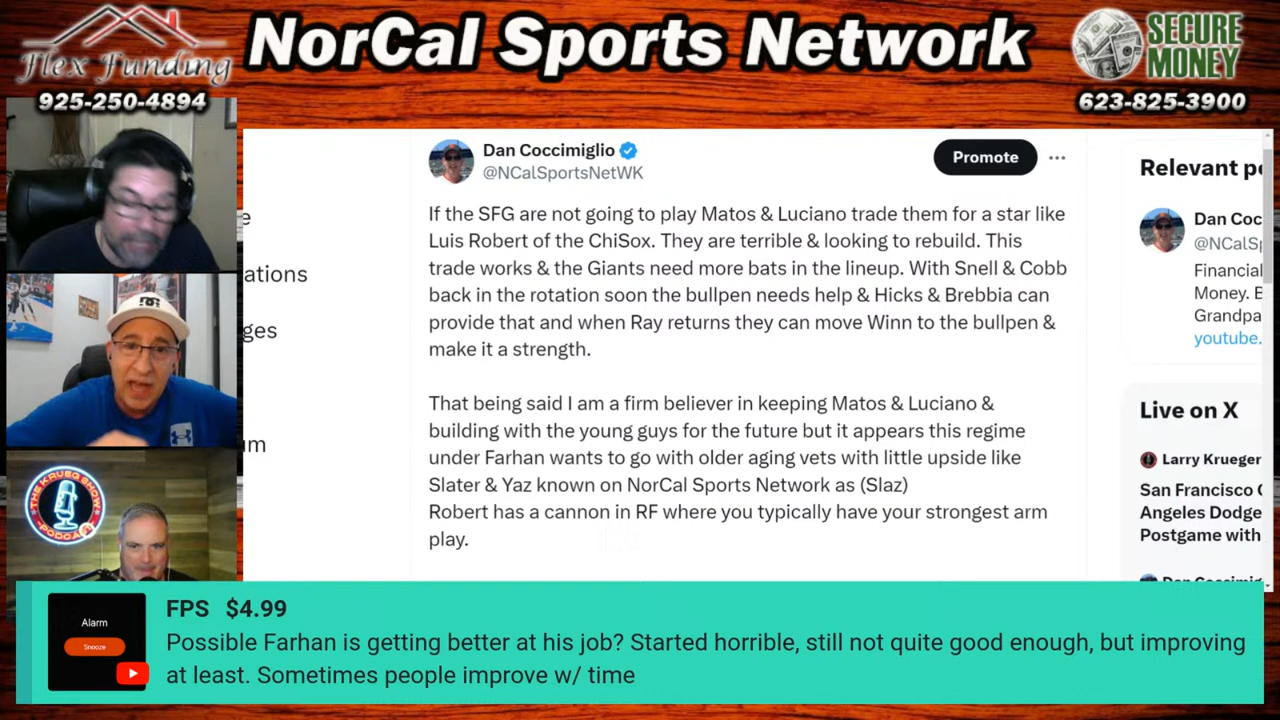 Flex Funding
925-250-4894
NorCal Sports Network
SECURE
MONEY
623-825-3900
Dan Coccimiglio
@NCalSportsNetWK
Promote
If the SFG are not going to play Matos & Luciano trade them for a star like
Luis Robert of the ChiSox. They are terrible & looking to rebuild. This
trade works & the Giants need more bats in the lineup. With Snell & Cobb
back in the rotation soon the bullpen needs help & Hicks & Brebbia can
provide that and when Ray returns they can move Winn to the bullpen &
make it a strength.
That being said I am a firm believer in keeping Matos & Luciano &
building with the young guys for the future but it appears this regime
under Farhan wants to go with older aging vets with little upside like
Slater & Yaz known on NorCal Sports Network as (Slaz)
Robert has a cannon in RF where you typically have your strongest arm
play.
e
ations
ges
um
Relevant pe
Dan Coc
@NCalS
Financial
Money. B
Grandpa
youtube.
Live on X
Larry Krueger
San Francisco G
Angeles Dodge
Postgame with
Dan Coccimig
THE KRUEG SHOW
PODCAST
Alarm
Snooze
FPS $4.99
Possible Farhan is getting better at his job? Started horrible, still not quite good enough, but improving
at least. Sometimes people improve w/ time